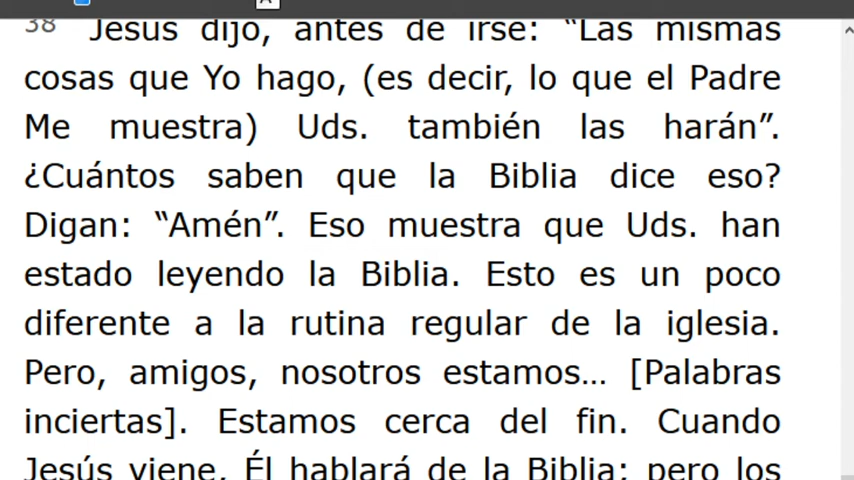 38 Jesús dijo, antes de irse: “Las mismas
cosas que Yo hago, (es decir, lo que el Padre
Me muestra) Uds. también las harán”.
¿Cuántos saben que la Biblia dice eso?
Digan: “Amén”. Eso muestra que Uds. han
estado leyendo la Biblia. Esto es un poco
diferente a la rutina regular de la iglesia.
Pero, amigos, nosotros estamos… [Palabras
inciertas]. Estamos cerca del fin. Cuando
Jesús viene, Él hablará de la Biblia; pero los